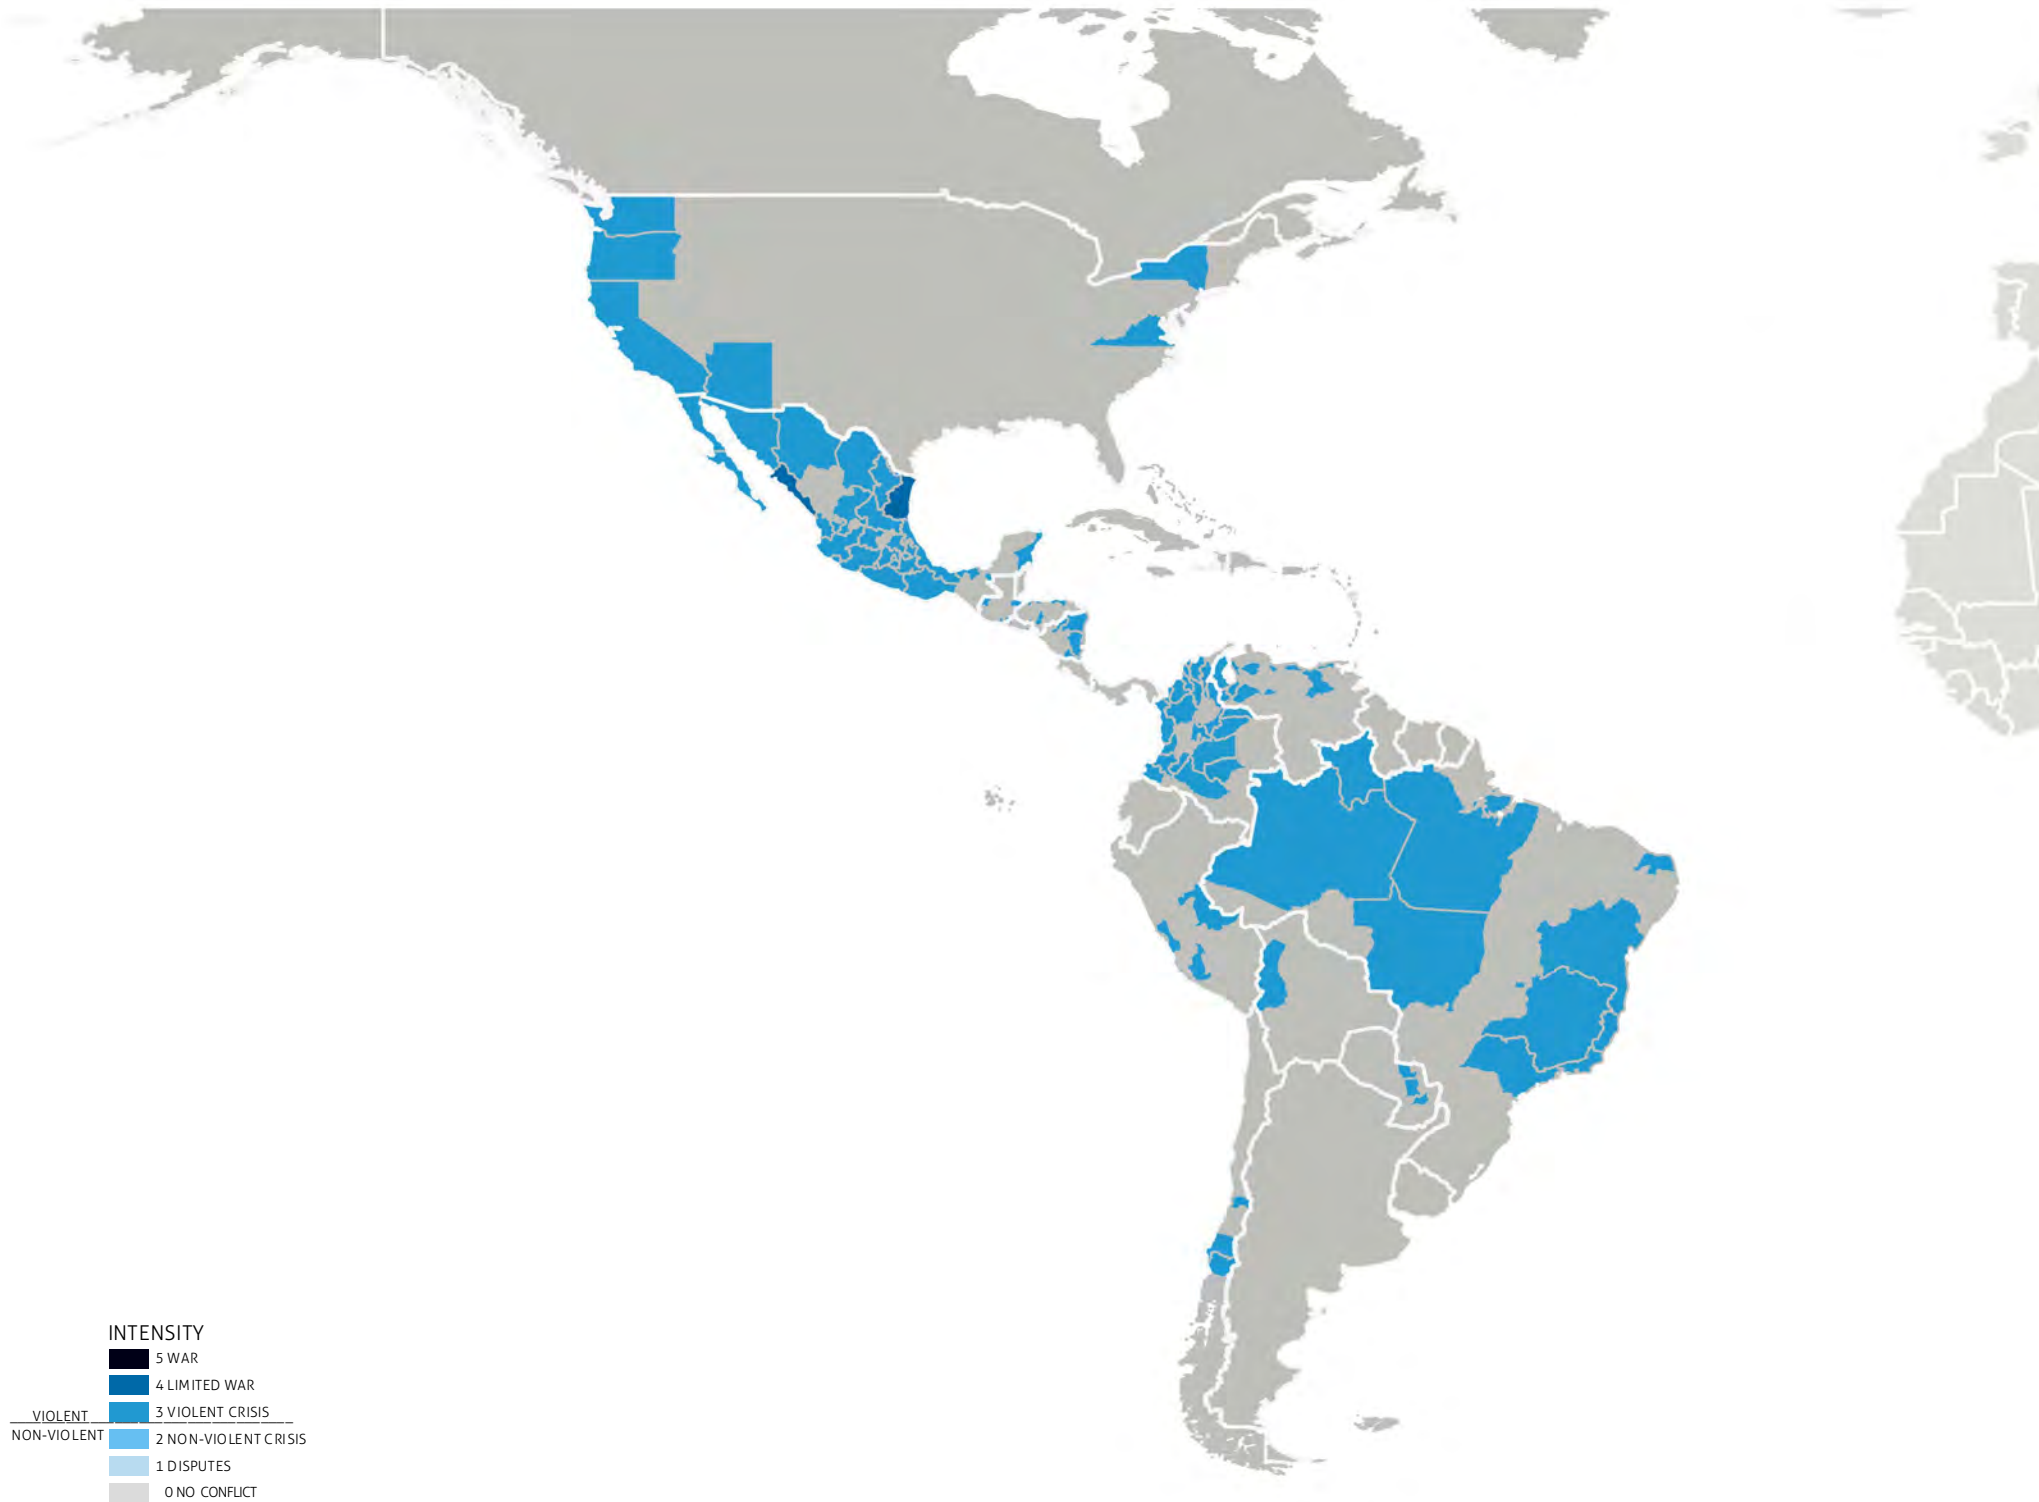 INTENSITY
5 WAR
4 LIMITED WAR
3 VIOLENT CRISIS
VIOLENT
NON-VIOLENT
2 NON-VIOLENT CRISIS
1 DISPUTES
0 NO CONFLICT